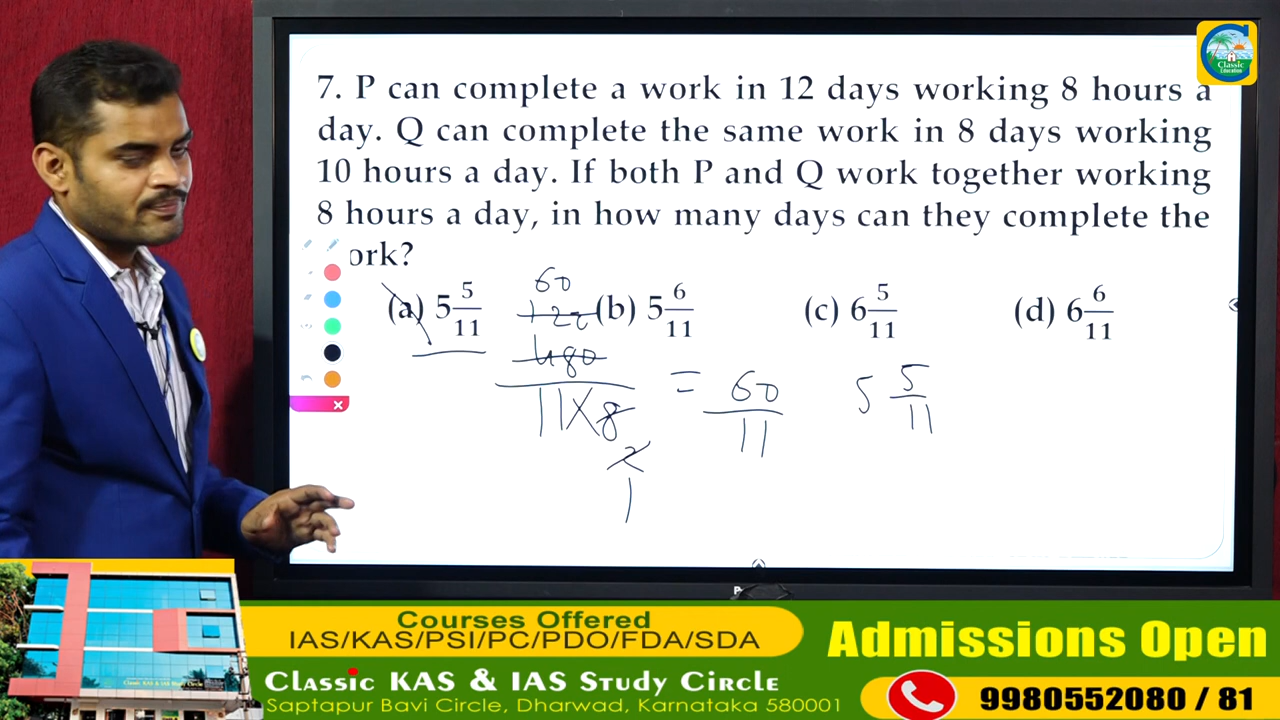 Classic
Education
7. P can complete a work in 12 days working 8 hours a
day. Q can complete the same work in 8 days working
10 hours a day. If both P and Q work together working
8 hours a day, in how many days can they complete the
ork?
(a) 5 5/11 (b) 5 6/11 (c) 6 5/11 (d) 6 6/11
60
120
480
11×8 = 60/11 5 5/11
2
1
Courses Offered
IAS/KAS/PSI/PC/PDO/FDA/SDA
Admissions Open
Classic KAS & IAS Study Circle
Saptapur Bavi Circle, Dharwad, Karnataka 580001
9980552080 / 81